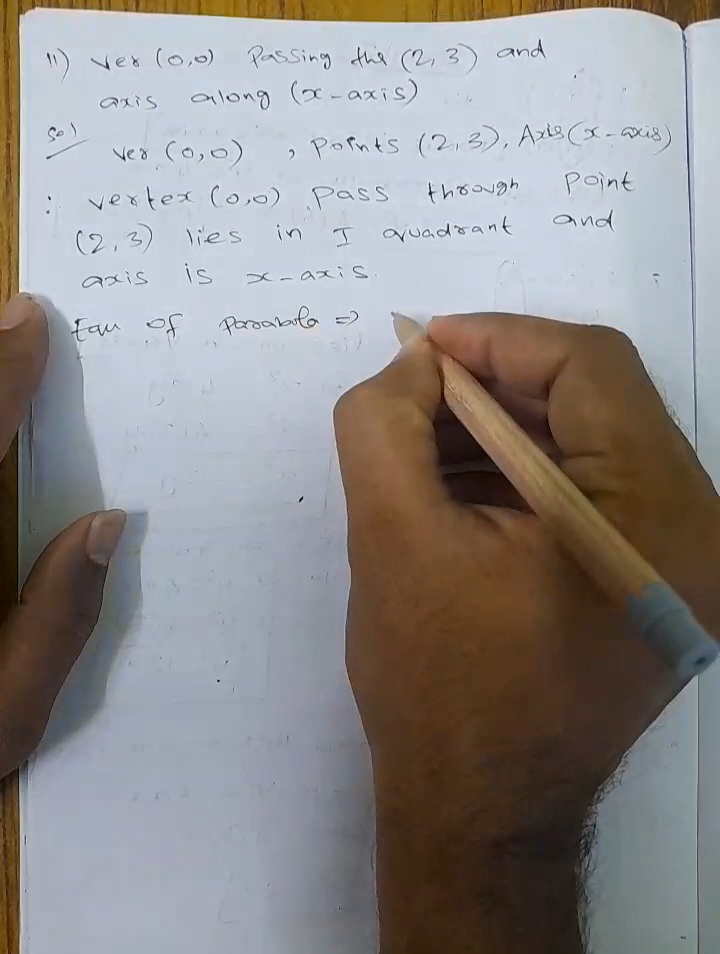 11) ver (0,0) Passing thr (2, 3) and
axis along (x-axis)
Sol
ver (0,0) , Points (2,3), Axis (x-axis)
: vertex (0,0) pass through point
(2,3) lies in I quadrant and
axis is x-axis.
Equ of Parabola ⇒